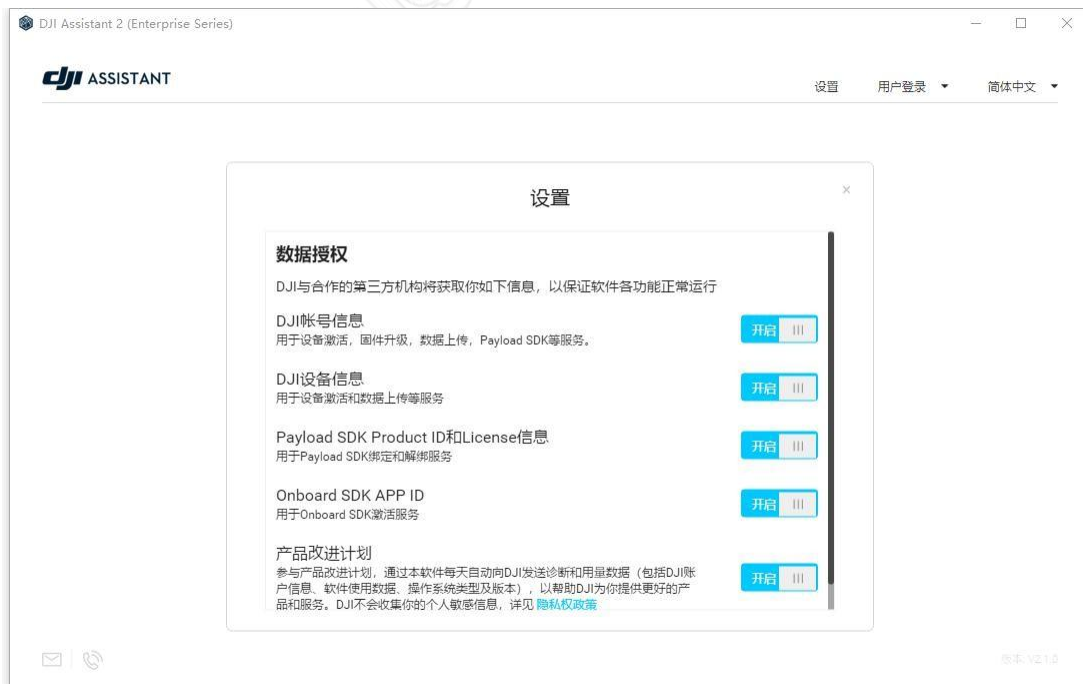 DJI Assistant 2 (Enterprise Series)
dji ASSISTANT
设置
用户登录
简体中文
设置
数据授权
DJI与合作的第三方机构将获取你如下信息，以保证软件各功能正常运行
DJI帐号信息
用于设备激活，固件升级，数据上传，Payload SDK等服务。
开启
DJI设备信息
用于设备激活和数据上传等服务
开启
Payload SDK Product ID和License信息
用于Payload SDK绑定和解绑服务
开启
Onboard SDK APP ID
用于Onboard SDK激活服务
开启
产品改进计划
参与产品改进计划，通过本软件每天自动向DJI发送诊断和用量数据（包括DJI账
户信息、软件使用数据、操作系统类型及版本），以帮助DJI为你提供更好的产
品和服务。DJI不会收集你的个人敏感信息，详见 隐私权政策
开启
版本: V2.1.5